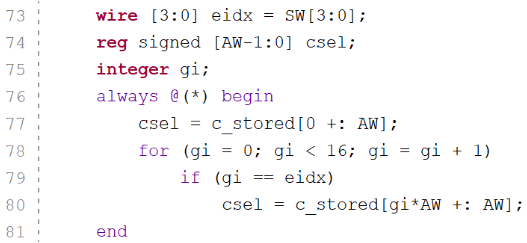 73 wire [3:0] eidx = SW[3:0];
74 reg signed [AW-1:0] csel;
75 integer gi;
76 always @(*) begin
77 csel = c_stored[0 +: AW];
78 for (gi = 0; gi < 16; gi = gi + 1)
79 if (gi == eidx)
80 csel = c_stored[gi*AW +: AW];
81 end